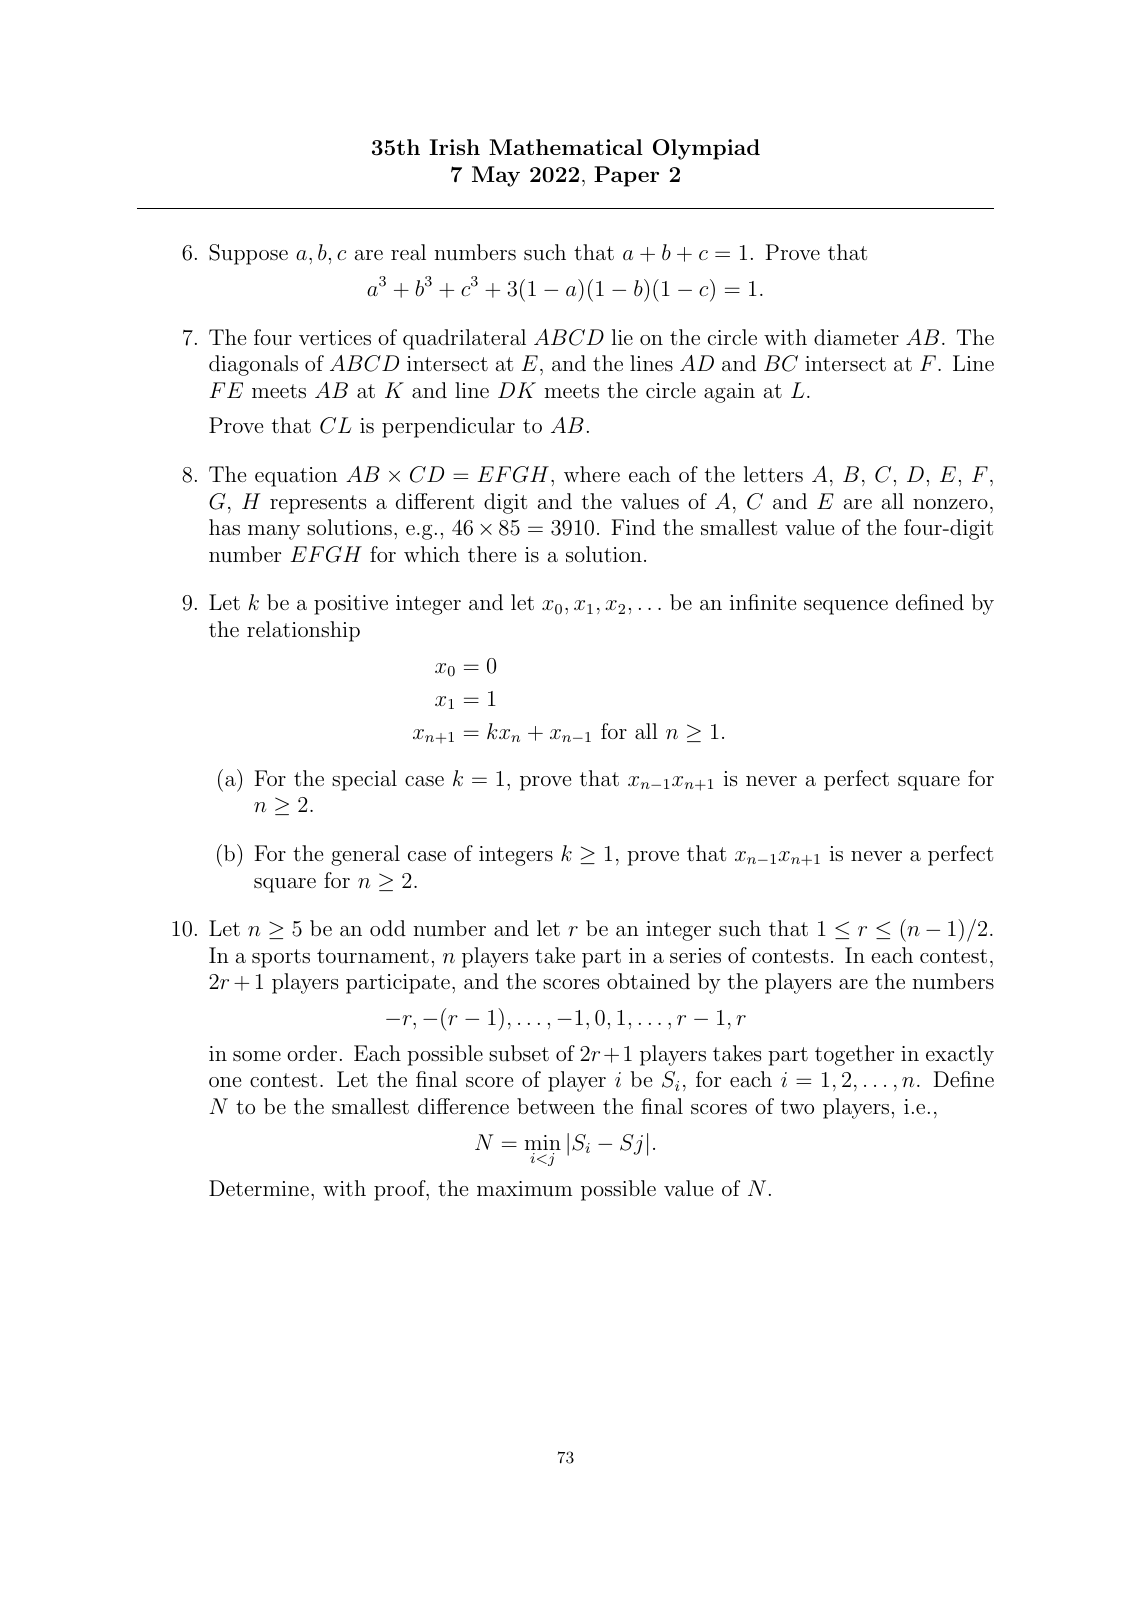 35th Irish Mathematical Olympiad
7 May 2022, Paper 2
6. Suppose a, b, c are real numbers such that a + b + c = 1. Prove that
a³ + b³ + c³ + 3(1 − a)(1 − b)(1 − c) = 1.
7. The four vertices of quadrilateral ABCD lie on the circle with diameter AB. The
diagonals of ABCD intersect at E, and the lines AD and BC intersect at F. Line
FE meets AB at K and line DK meets the circle again at L.
Prove that CL is perpendicular to AB.
8. The equation AB × CD = EFGH, where each of the letters A, B, C, D, E, F,
G, H represents a different digit and the values of A, C and E are all nonzero,
has many solutions, e.g., 46 × 85 = 3910. Find the smallest value of the four-digit
number EFGH for which there is a solution.
9. Let k be a positive integer and let x₀, x₁, x₂, . . . be an infinite sequence defined by
the relationship
x₀ = 0
x₁ = 1
xₙ₊₁ = kxₙ + xₙ₋₁ for all n ≥ 1.
(a) For the special case k = 1, prove that xₙ₋₁xₙ₊₁ is never a perfect square for
n ≥ 2.
(b) For the general case of integers k ≥ 1, prove that xₙ₋₁xₙ₊₁ is never a perfect
square for n ≥ 2.
10. Let n ≥ 5 be an odd number and let r be an integer such that 1 ≤ r ≤ (n − 1)/2.
In a sports tournament, n players take part in a series of contests. In each contest,
2r + 1 players participate, and the scores obtained by the players are the numbers
−r, −(r − 1), . . . , −1, 0, 1, . . . , r − 1, r
in some order. Each possible subset of 2r + 1 players takes part together in exactly
one contest. Let the final score of player i be Sᵢ, for each i = 1, 2, . . . , n. Define
N to be the smallest difference between the final scores of two players, i.e.,
N = min |Sᵢ − Sj|.
i<j
Determine, with proof, the maximum possible value of N.
73